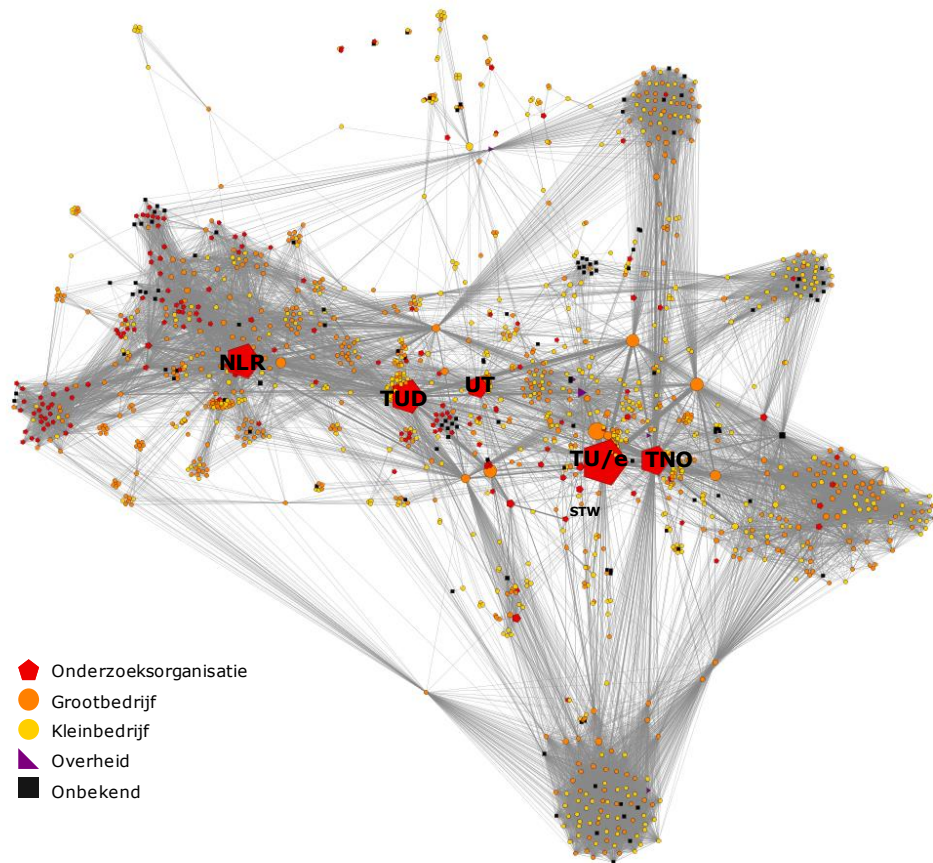 NLR
TUD
UT
TU/e
TNO
STW
Onderzoeksorganisatie
Grootbedrijf
Kleinbedrijf
Overheid
Onbekend